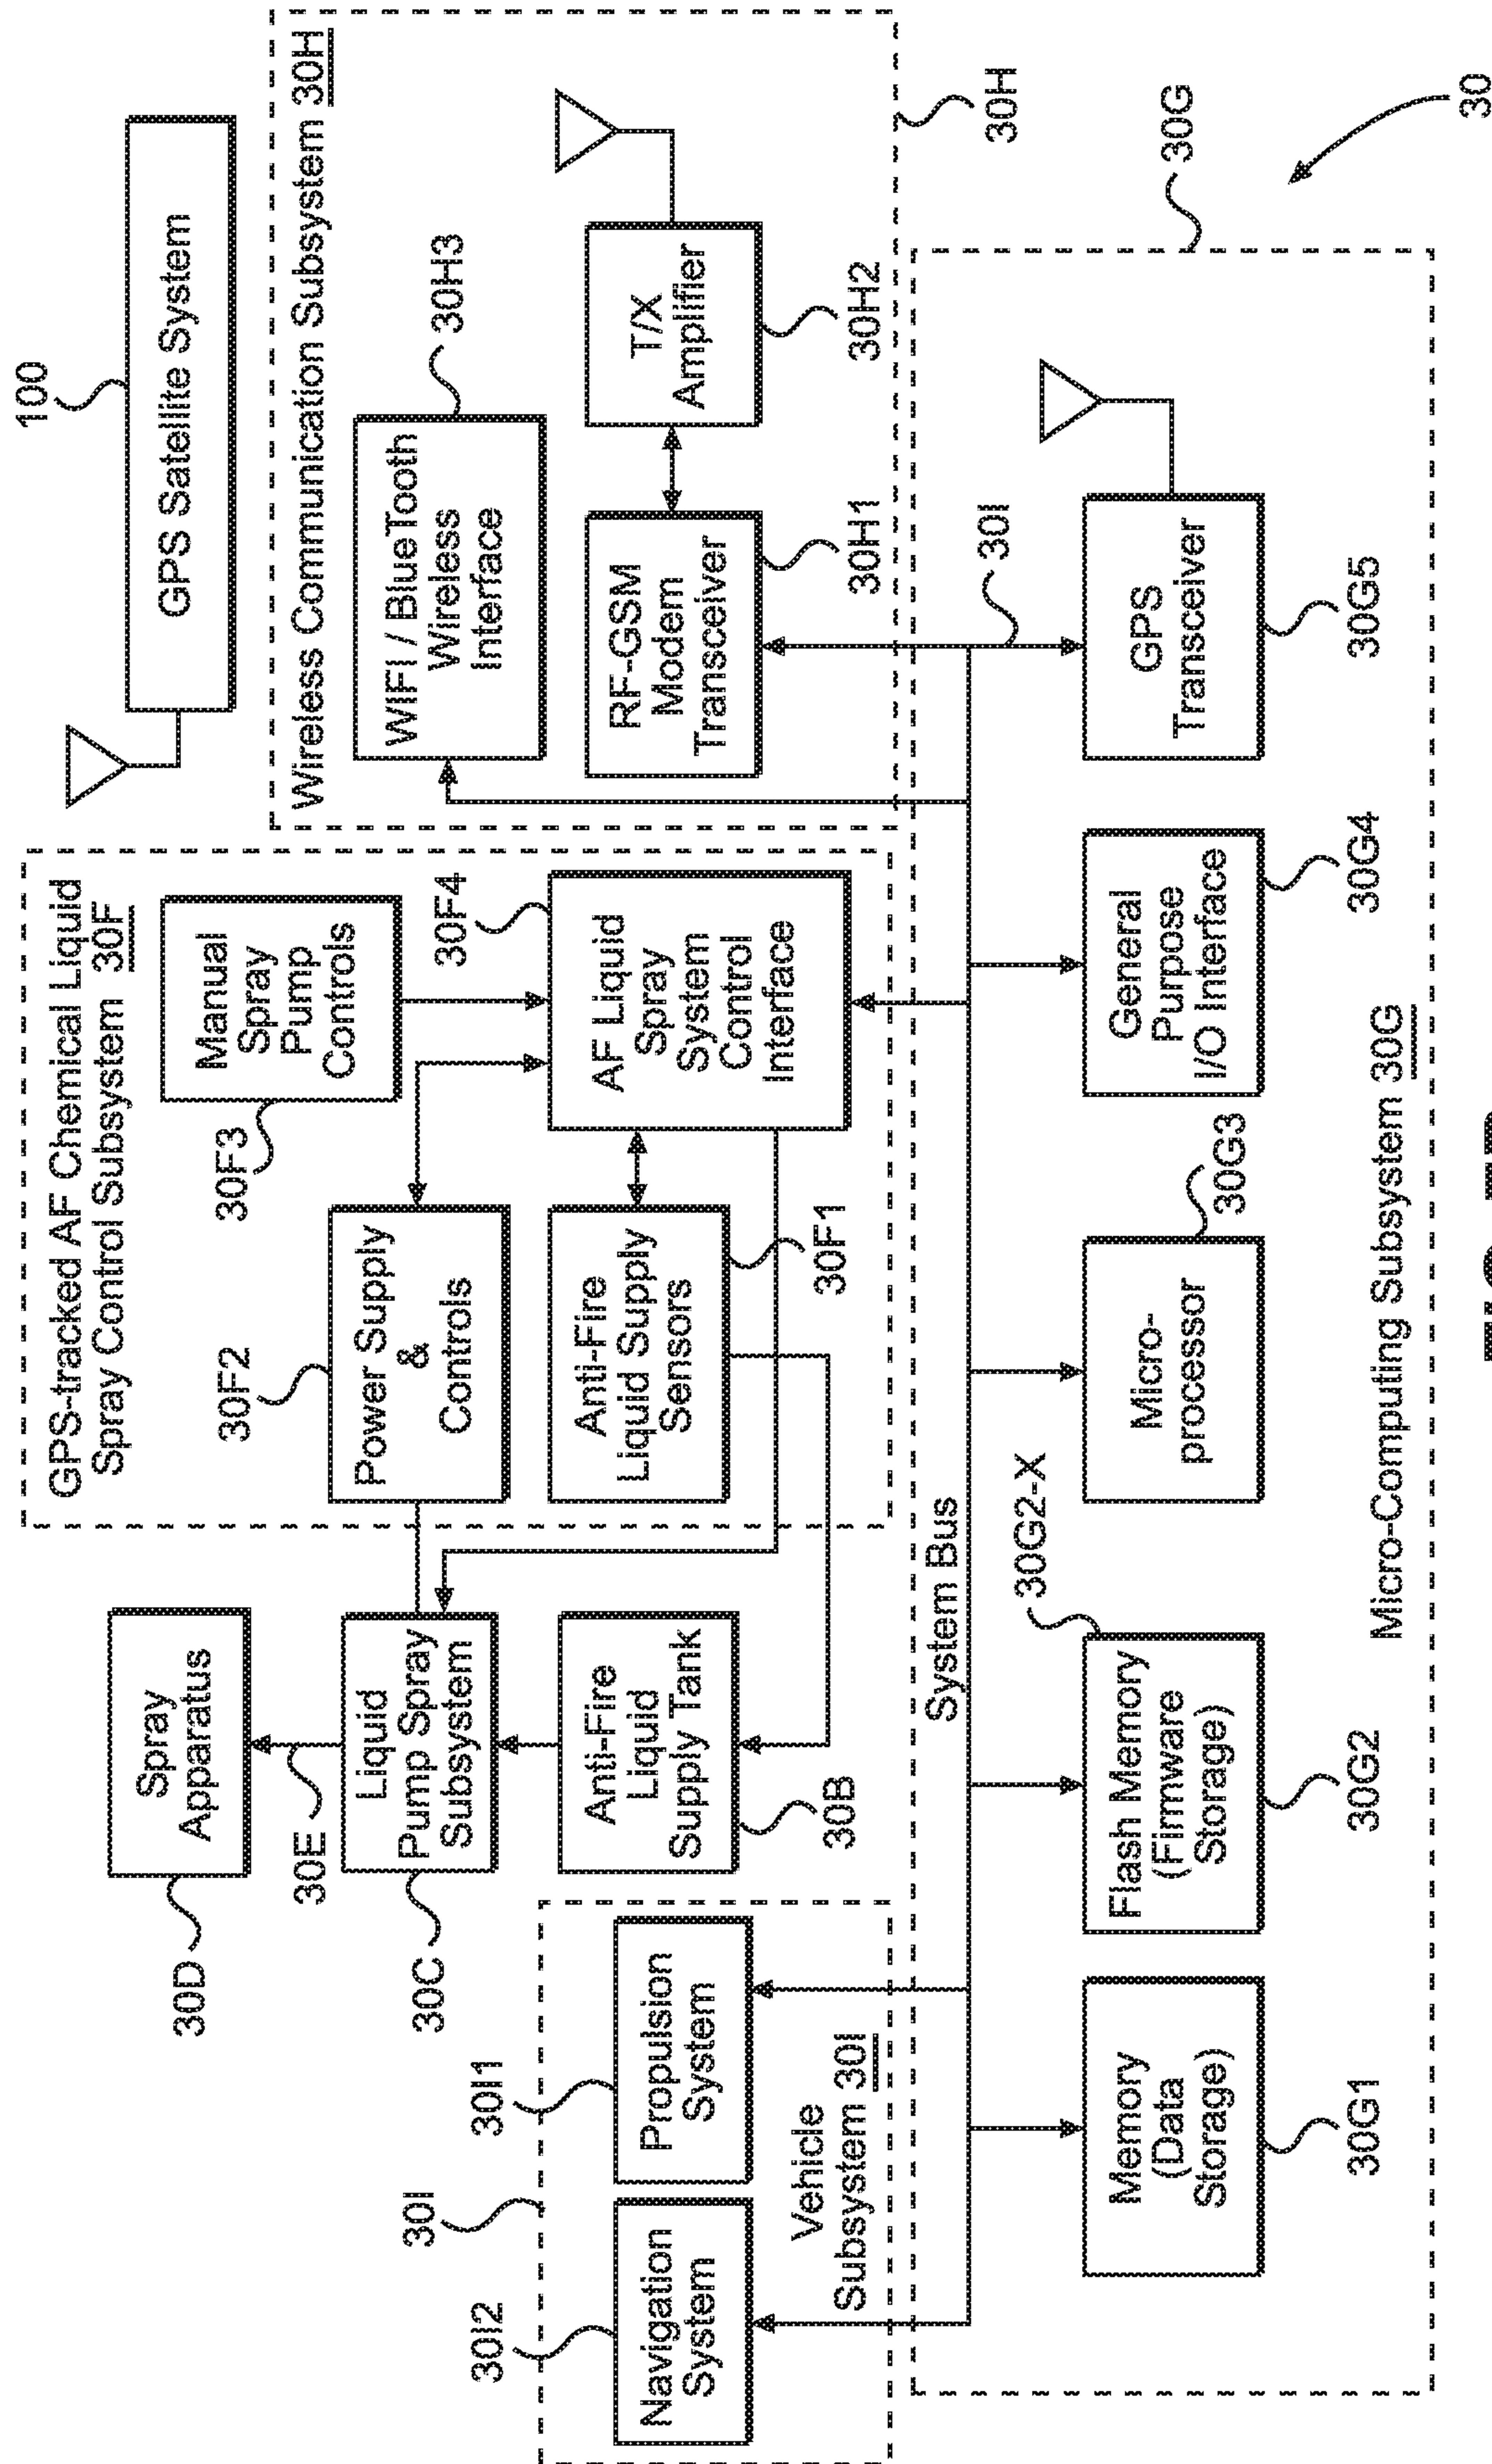 100
GPS Satellite System
Wireless Communication Subsystem 30H
WIFI / BlueTooth
Wireless
Interface
30H3
RF-GSM
Modem
Transceiver
30H1
T/X
Amplifier
30H2
30H
GPS-tracked AF Chemical Liquid
Spray Control Subsystem 30F
Manual
Spray
Pump
Controls
30F3
30F4
AF Liquid
Spray
System
Control
Interface
Power Supply
&
Controls
30F2
Anti-Fire
Liquid Supply
Sensors
30F1
Spray
Apparatus
30D
30E
Liquid
Pump Spray
Subsystem
30C
Anti-Fire
Liquid
Supply Tank
30B
30I
30I1
30I2
Propulsion
System
Navigation
System
Vehicle
Subsystem 30I
System Bus
30I
30G
30
Memory
(Data
Storage)
30G1
Flash Memory
(Firmware
Storage)
30G2
30G2-X
Micro-
processor
30G3
General
Purpose
I/O Interface
30G4
GPS
Transceiver
30G5
Micro-Computing Subsystem 30G